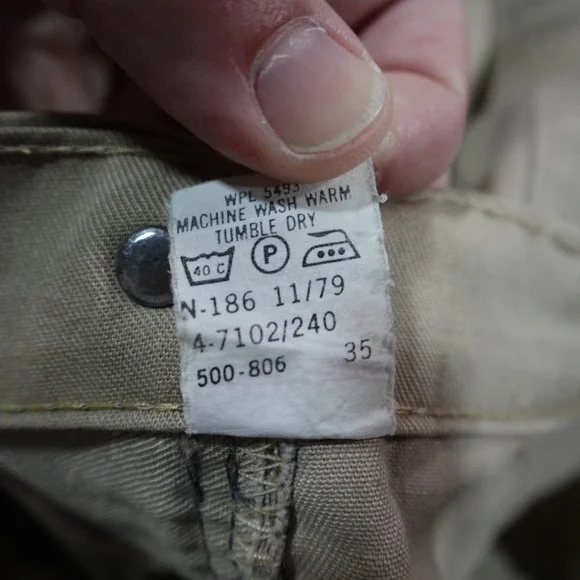 WPL 5493
MACHINE WASH WARM
TUMBLE DRY
40 C P
N-186 11/79
4-7102/240
500-806 35